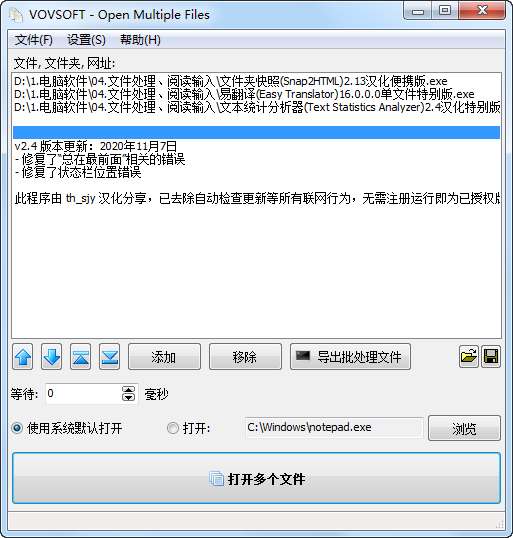 VOVSOFT - Open Multiple Files
文件(F) 设置(S) 帮助(H)
文件, 文件夹, 网址:
D:\1.电脑软件\04.文件处理、阅读输入\文件夹快照(Snap2HTML)2.13汉化便携版.exe
D:\1.电脑软件\04.文件处理、阅读输入\易翻译(Easy Translator)16.0.0.0单文件特别版.exe
D:\1.电脑软件\04.文件处理、阅读输入\文本统计分析器(Text Statistics Analyzer)2.4汉化特别版
v2.4 版本更新：2020年11月7日
- 修复了“总在最前面”相关的错误
- 修复了状态栏位置错误
此程序由 th_sjy 汉化分享，已去除自动检查更新等所有联网行为，无需注册运行即为已授权
添加 移除 导出批处理文件
等待: 0 毫秒
使用系统默认打开 打开: C:\Windows\notepad.exe 浏览
打开多个文件